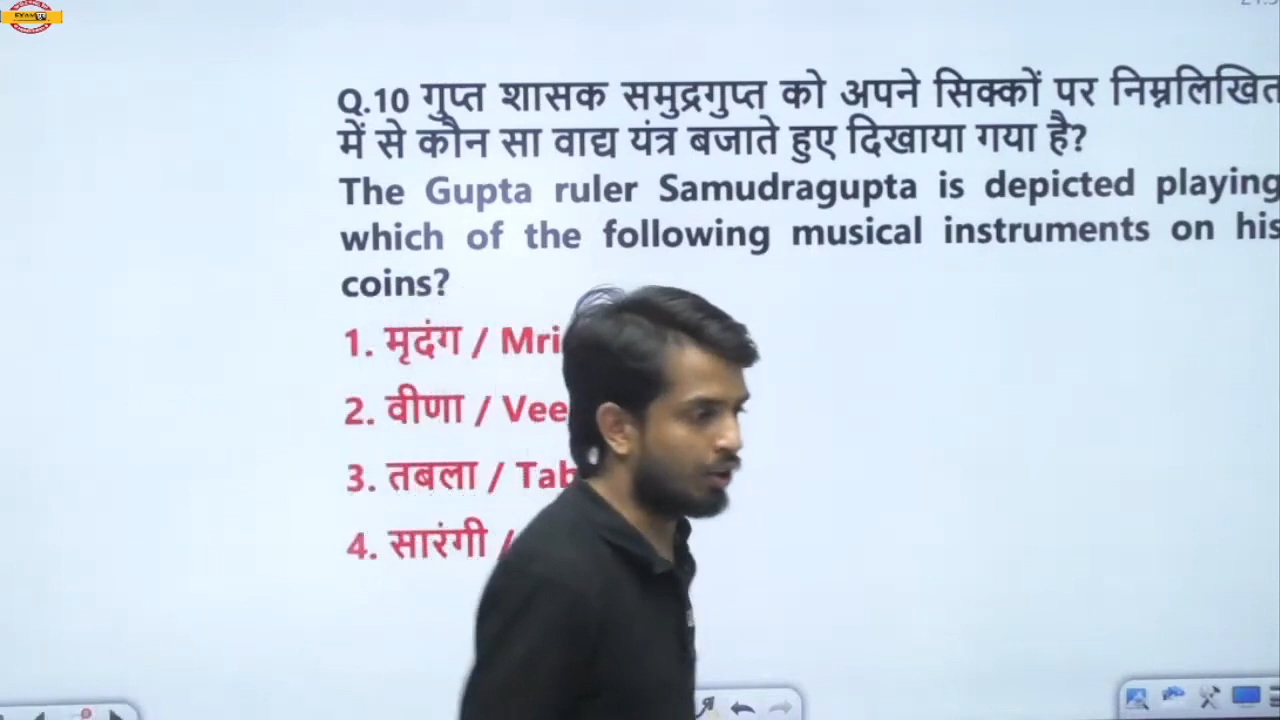 EXAM
Q.10 गुप्त शासक समुद्रगुप्त को अपने सिक्कों पर निम्नलिखित
में से कौन सा वाद्य यंत्र बजाते हुए दिखाया गया है?
The Gupta ruler Samudragupta is depicted playing
which of the following musical instruments on his
coins?
1. मृदंग / Mri
2. वीणा / Vee
3. तबला / Tab
4. सारंगी /